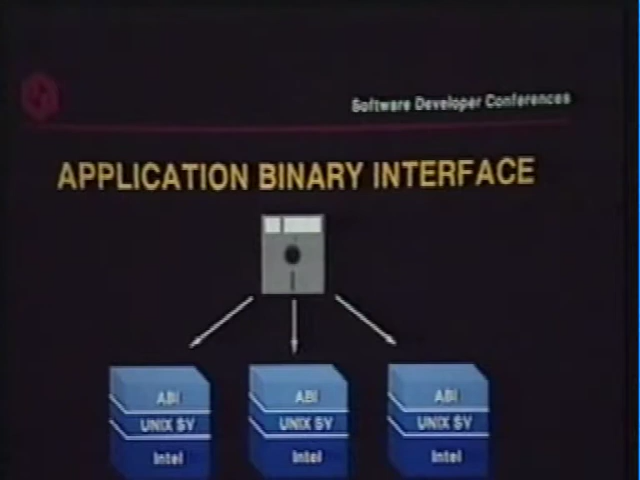 Software Developer Conferences
APPLICATION BINARY INTERFACE
ABI ABI ABI
UNIX SV UNIX SV UNIX SV
Intel Intel Intel